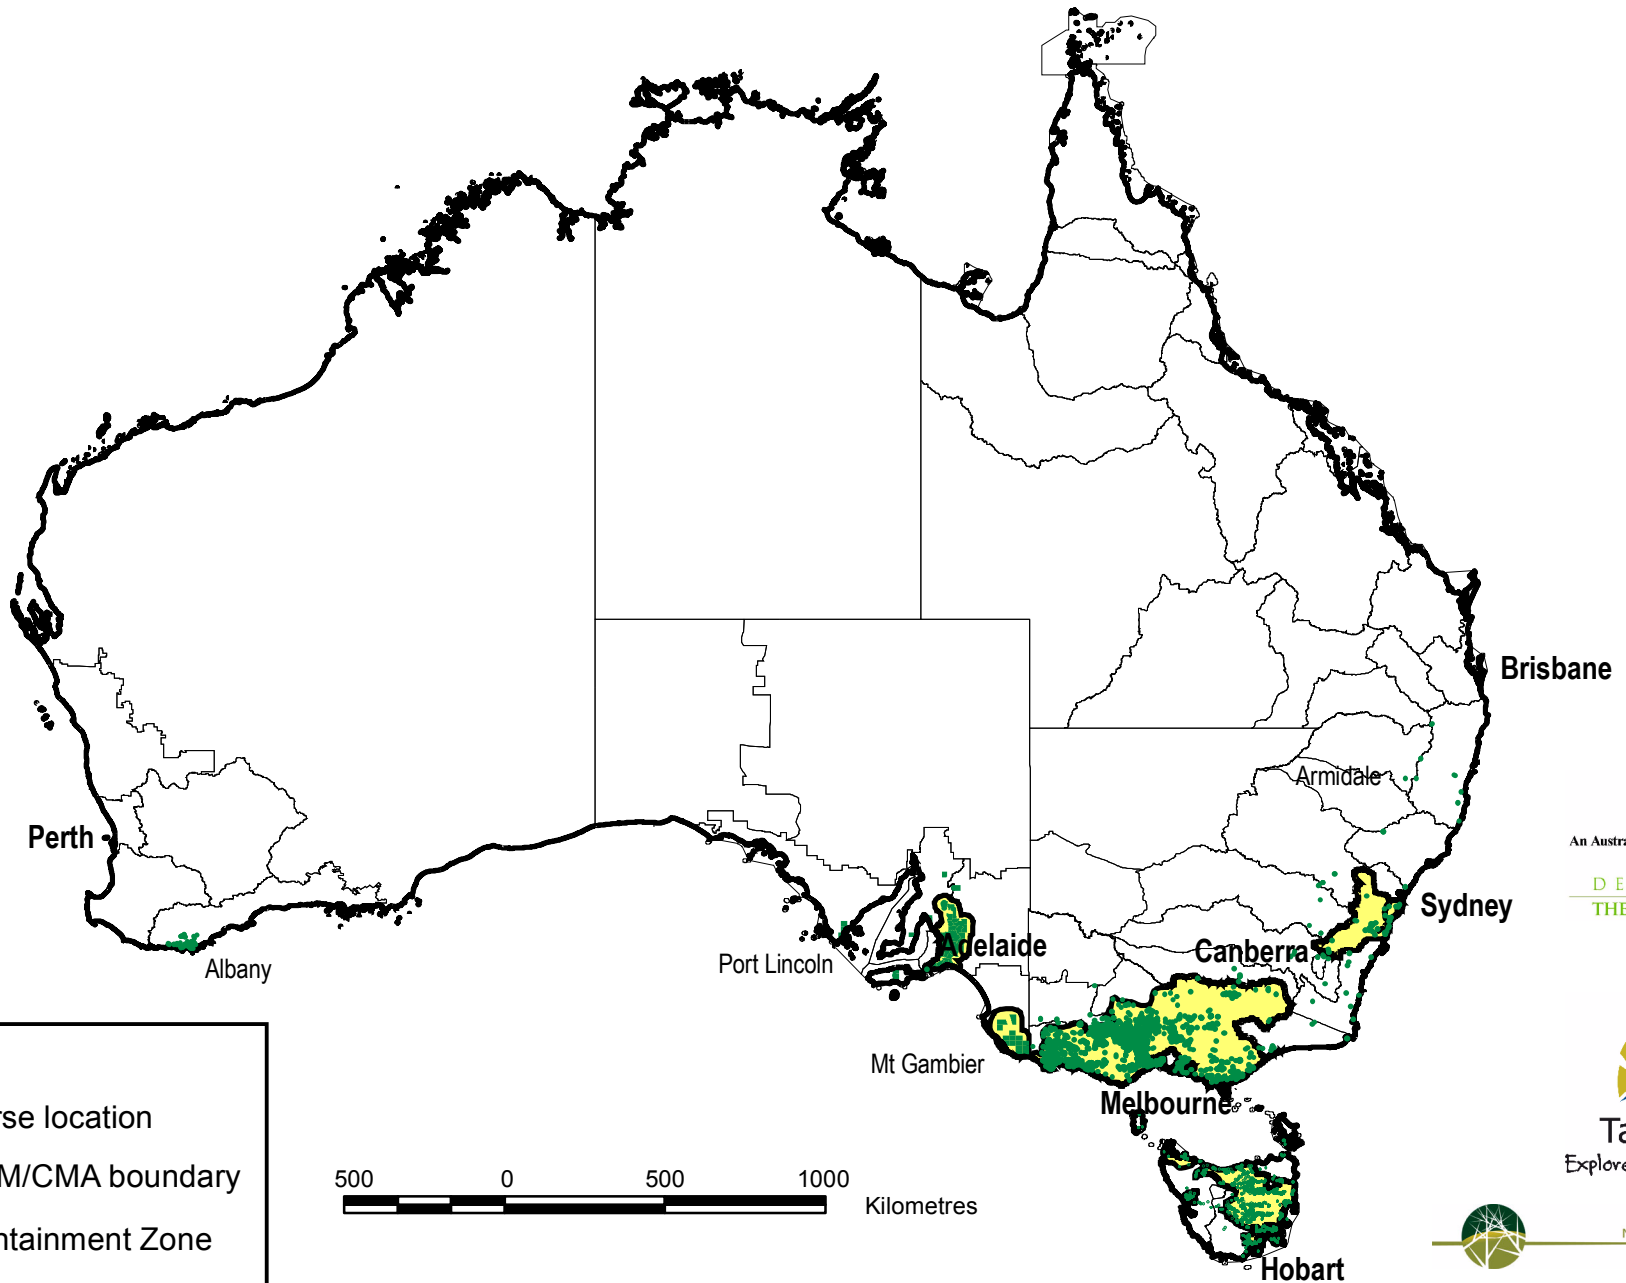 Brisbane
Armidale
Perth
An Austra
D E
THE
Sydney
Adelaide
Canberra
Port Lincoln
Albany
Mt Gambier
Melbourne
rse location
Ta
Explore
M/CMA boundary
500 0 500 1000
Kilometres
ntainment Zone
N
Hobart